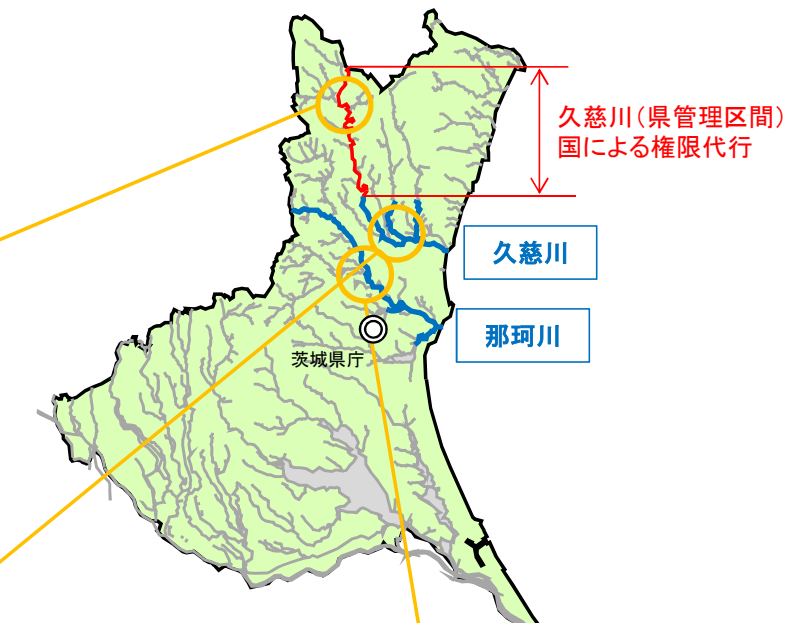 久慈川（県管理区間）
国による権限代行
久慈川
那珂川
茨城県庁